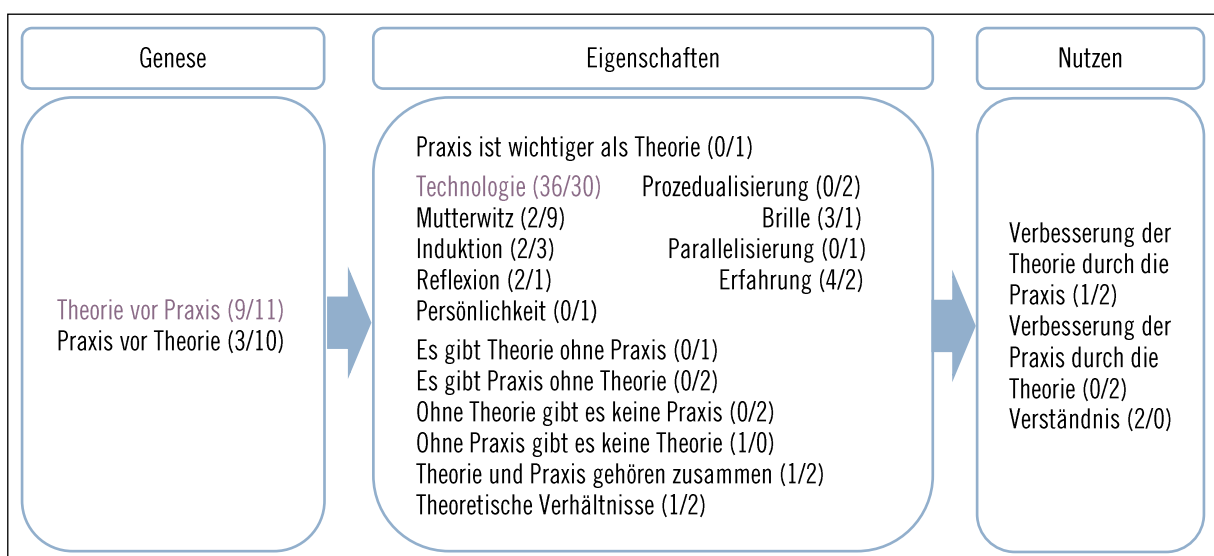 Genese
Eigenschaften
Nutzen
Theorie vor Praxis (9/11)
Praxis vor Theorie (3/10)
Praxis ist wichtiger als Theorie (0/1)
Technologie (36/30) Prozedualisierung (0/2)
Mutterwitz (2/9) Brille (3/1)
Induktion (2/3) Parallelisierung (0/1)
Reflexion (2/1) Erfahrung (4/2)
Persönlichkeit (0/1)
Es gibt Theorie ohne Praxis (0/1)
Es gibt Praxis ohne Theorie (0/2)
Ohne Theorie gibt es keine Praxis (0/2)
Ohne Praxis gibt es keine Theorie (1/0)
Theorie und Praxis gehören zusammen (1/2)
Theoretische Verhältnisse (1/2)
Verbesserung der
Theorie durch die
Praxis (1/2)
Verbesserung der
Praxis durch die
Theorie (0/2)
Verständnis (2/0)